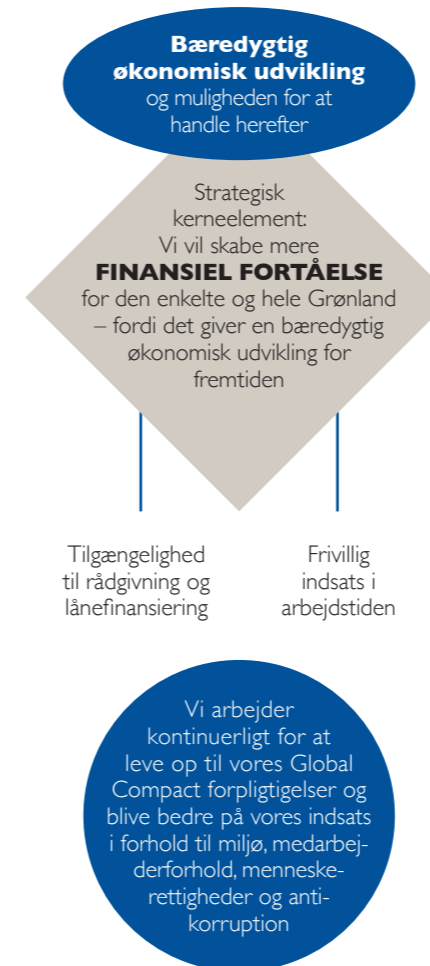 Bæredygtig
økonomisk udvikling
og muligheden for at
handle herefter
Strategisk
kerneelement:
Vi vil skabe mere
FINANSIEL FORTÅELSE
for den enkelte og hele Grønland
– fordi det giver en bæredygtig
økonomisk udvikling for
fremtiden
Tilgængelighed
til rådgivning og
lånefinansiering
Frivillig
indsats i
arbejdstiden
Vi arbejder
kontinuerligt for at
leve op til vores Global
Compact forpligtigelser og
blive bedre på vores indsats
i forhold til miljø, medarbej-
derforhold, menneske-
rettigheder og anti-
korruption